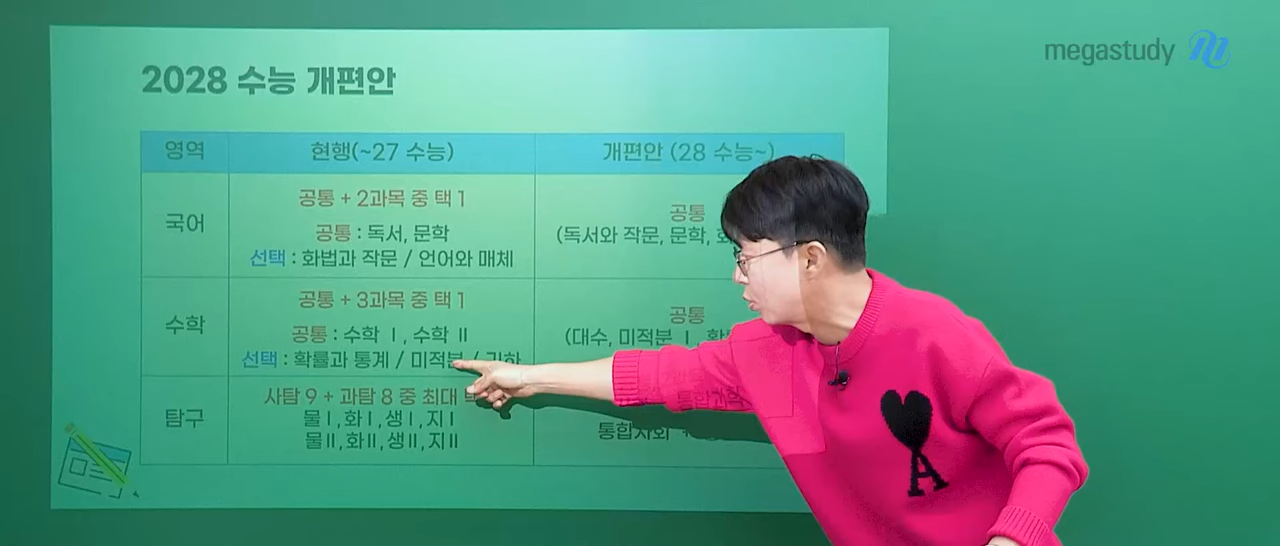 megastudy
2028 수능 개편안
영역 현행(~27 수능) 개편안 (28 수능~)
국어
공통 + 2과목 중 택 1
공통 : 독서, 문학
선택 : 화법과 작문 / 언어와 매체
공통
(독서와 작문, 문학,
수학
공통 + 3과목 중 택 1
공통 : 수학 Ⅰ, 수학 Ⅱ
선택 : 확률과 통계 / 미적분 / 기하
공통
(대수, 미적분 Ⅰ,
탐구
사탐 9 + 과탐 8 중 최대
물Ⅰ, 화Ⅰ, 생Ⅰ, 지Ⅰ
물Ⅱ, 화Ⅱ, 생Ⅱ, 지Ⅱ
통합사회 +
A